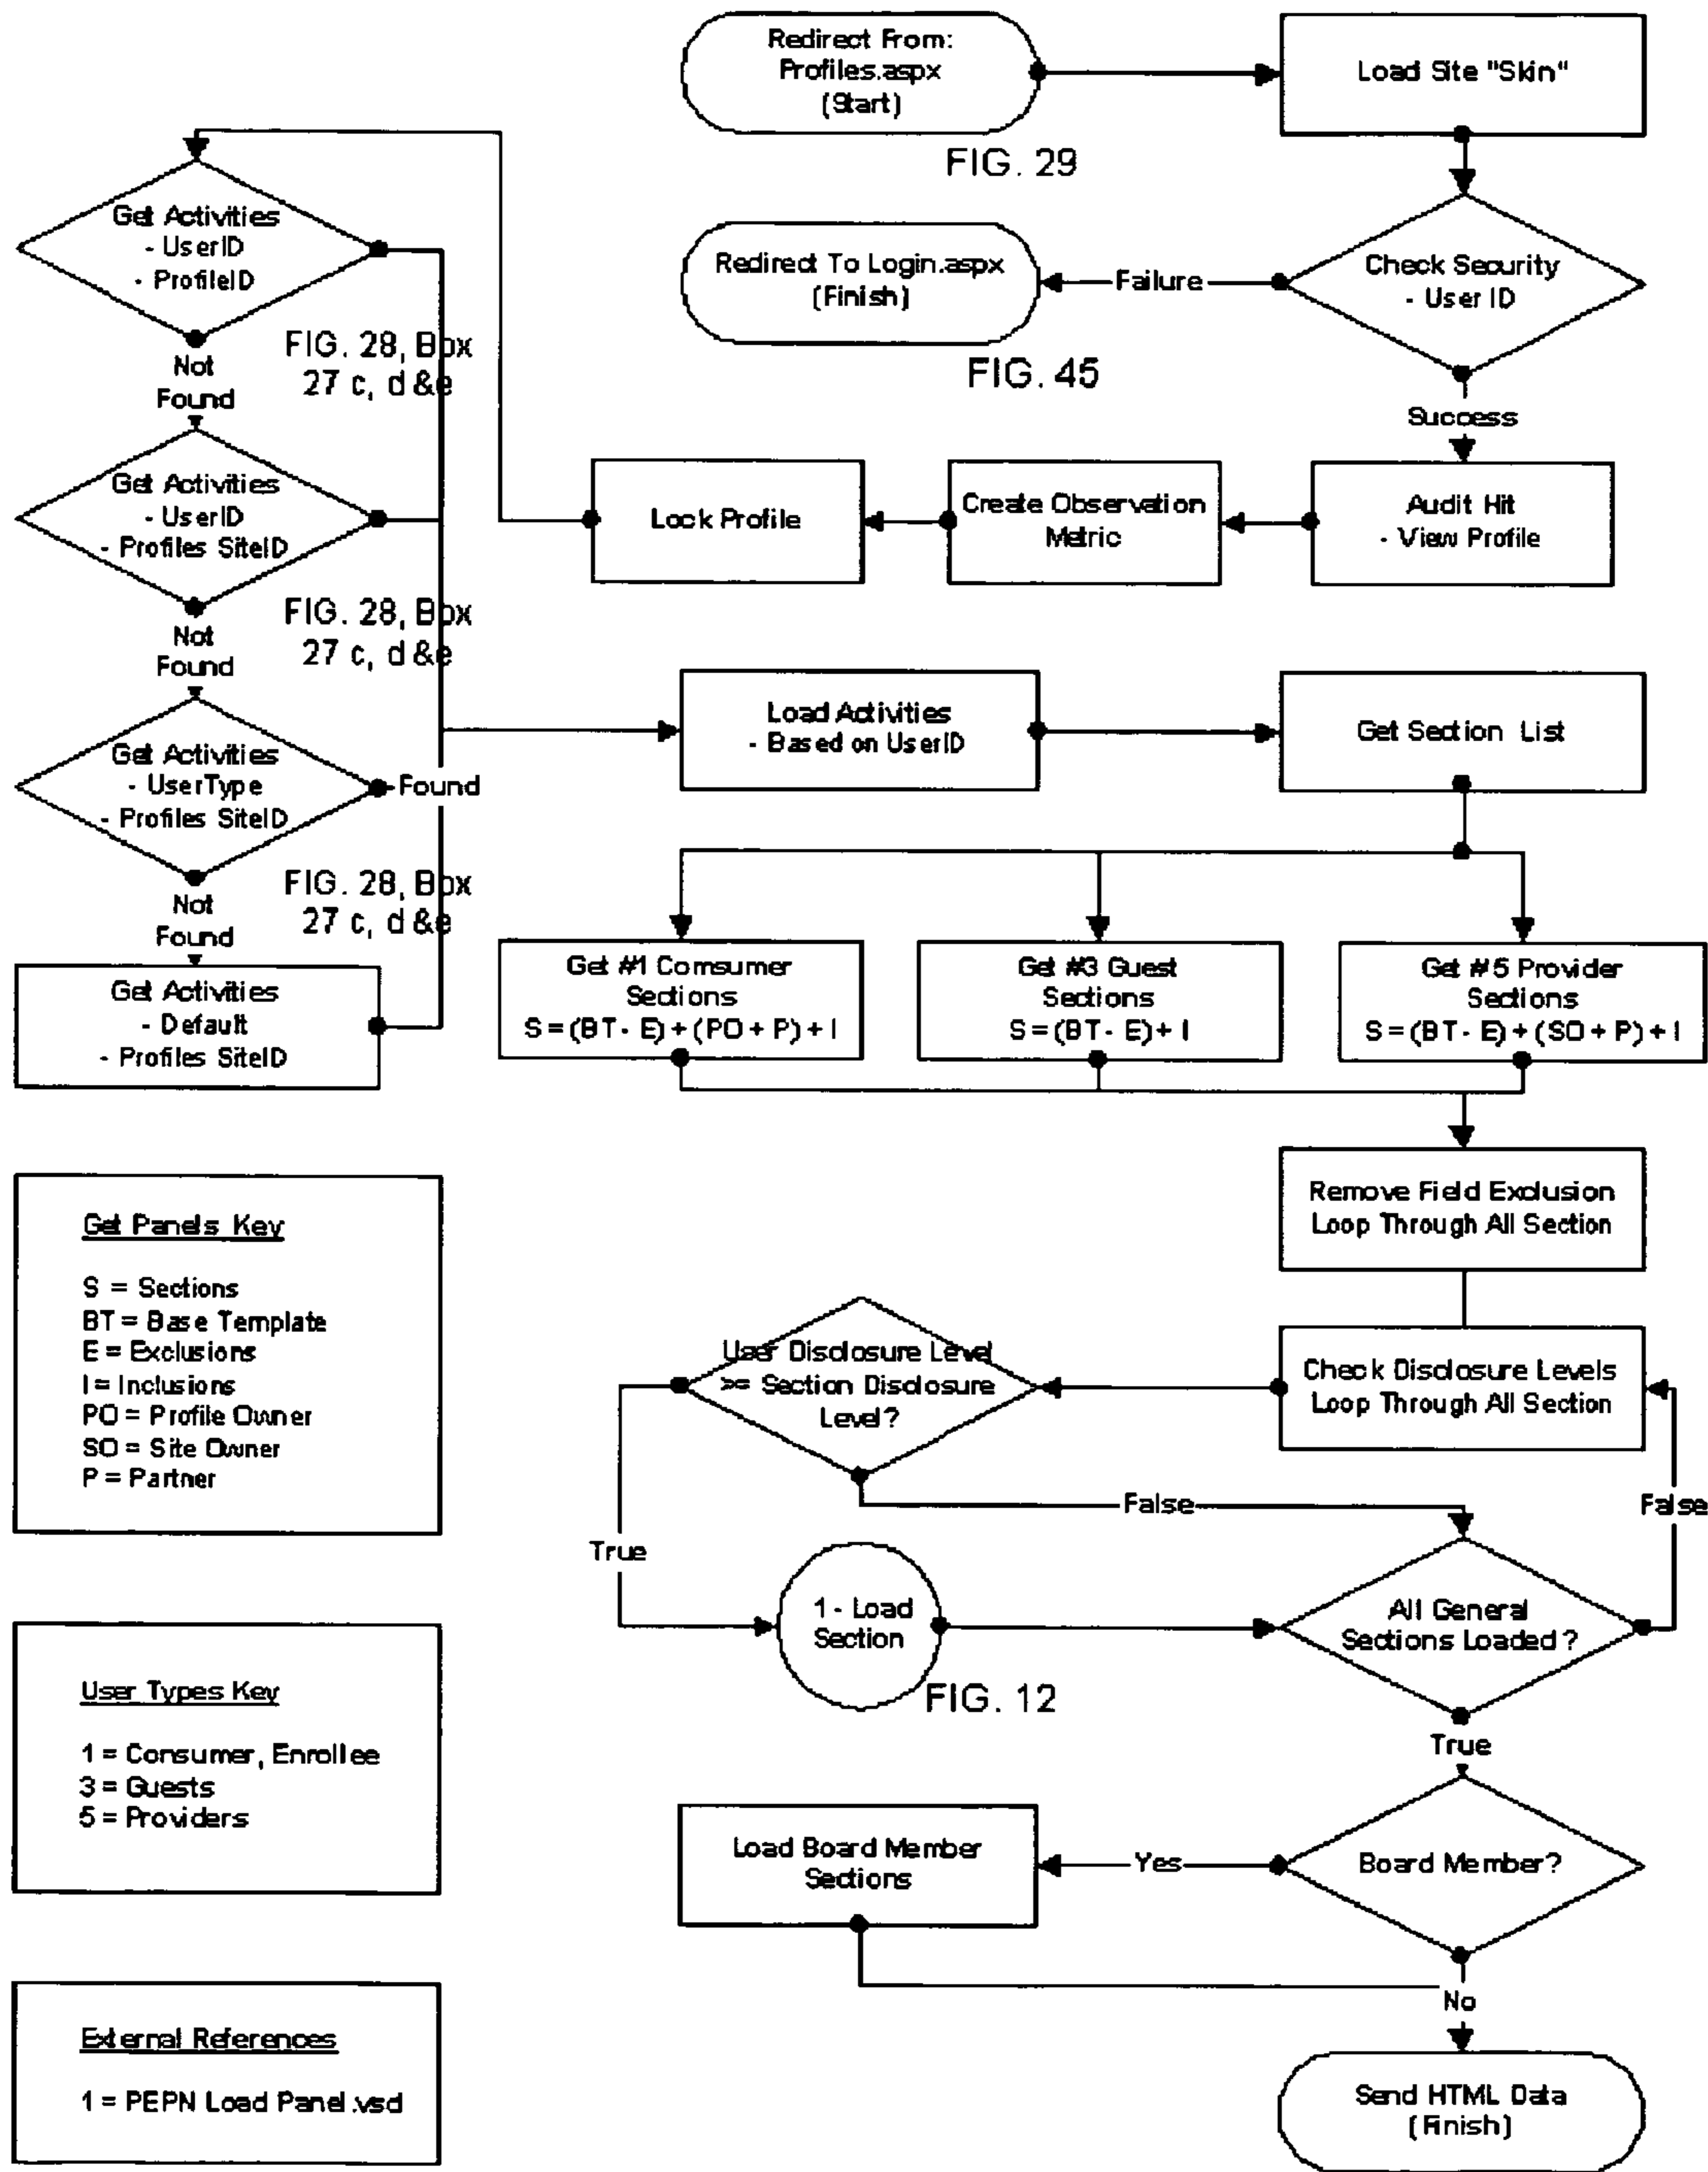 Redirect From:
Profiles.aspx
(Start)
Load Site "Skin"
FIG. 29
Check Security
- User ID
Failure
Redirect To Login.aspx
(Finish)
FIG. 45
Success
Audit Hit
- View Profile
Create Observation
Metric
Lock Profile
Get Activities
- UserID
- ProfileID
FIG. 28, Box
27 c, d &e
Not
Found
Get Activities
- UserID
- Profiles SiteID
FIG. 28, Box
27 c, d &e
Not
Found
Get Activities
- UserType
- Profiles SiteID
Found
FIG. 28, Box
27 c, d &e
Not
Found
Get Activities
- Default
- Profiles SiteID
Load Activities
- Based on UserID
Get Section List
Get #1 Comsumer
Sections
S = (BT - E) + (PO + P) + I
Get #3 Guest
Sections
S = (BT - E) + I
Get #5 Provider
Sections
S = (BT - E) + (SO + P) + I
Remove Field Exclusion
Loop Through All Section
Check Disclosure Levels
Loop Through All Section
User Disclosure Level
>= Section Disclosure
Level?
False
False
True
1 - Load
Section
FIG. 12
All General
Sections Loaded?
True
Board Member?
Yes
Load Board Member
Sections
No
Send HTML Data
(Finish)
Get Panels Key
S = Sections
BT = Base Template
E = Exclusions
I = Inclusions
PO = Profile Owner
SO = Site Owner
P = Partner
User Types Key
1 = Consumer, Enrollee
3 = Guests
5 = Providers
External References
1 = PEPN Load Panel.vsd